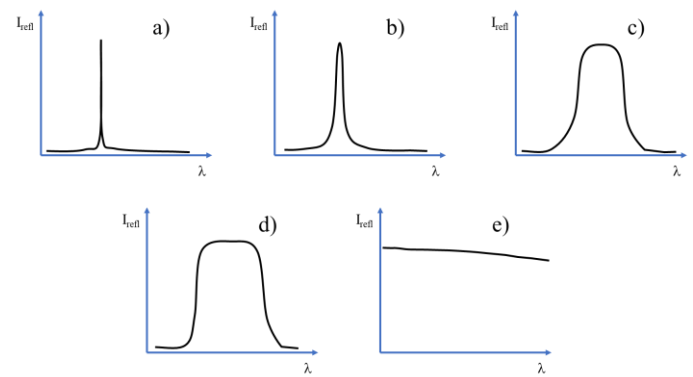 I_refl a)
λ
I_refl b)
λ
I_refl c)
λ
I_refl d)
λ
I_refl e)
λ